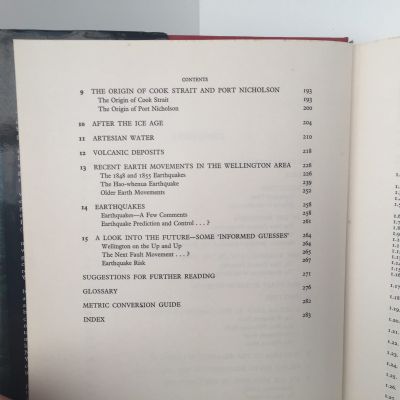 CONTENTS
9 THE ORIGIN OF COOK STRAIT AND PORT NICHOLSON 193
The Origin of Cook Strait 193
The Origin of Port Nicholson 200
10 AFTER THE ICE AGE 204
11 ARTESIAN WATER 210
12 VOLCANIC DEPOSITS 218
13 RECENT EARTH MOVEMENTS IN THE WELLINGTON AREA 226
The 1848 and 1855 Earthquakes 226
The Hao-whenua Earthquake 239
Older Earth Movements 252
14 EARTHQUAKES 258
Earthquakes—A Few Comments 258
Earthquake Prediction and Control . . . ? 261
15 A LOOK INTO THE FUTURE—SOME 'INFORMED GUESSES' 264
Wellington on the Up and Up 264
The Next Fault Movement . . . ? 265
Earthquake Risk 267
SUGGESTIONS FOR FURTHER READING 271
GLOSSARY 276
METRIC CONVERSION GUIDE 282
INDEX 283